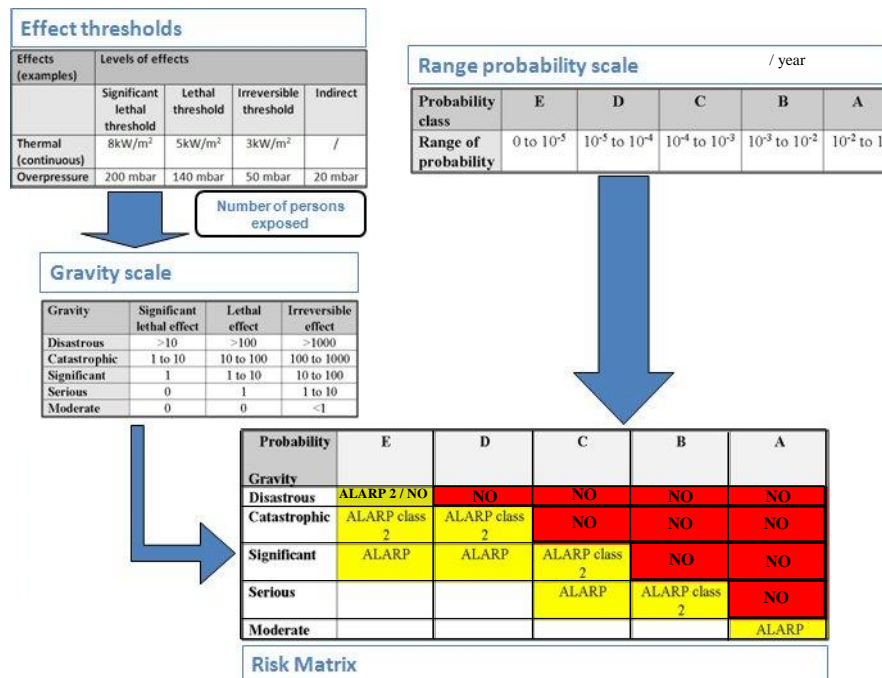 Effect thresholds
Effects (examples) Levels of effects
Significant lethal threshold Lethal threshold Irreversible threshold Indirect
Thermal (continuous) 8kW/m² 5kW/m² 3kW/m² /
Overpressure 200 mbar 140 mbar 50 mbar 20 mbar
Number of persons
exposed
Gravity scale
Gravity Significant lethal effect Lethal effect Irreversible effect
Disastrous >10 >100 >1000
Catastrophic 1 to 10 10 to 100 100 to 1000
Significant 1 1 to 10 10 to 100
Serious 0 1 1 to 10
Moderate 0 0 <1
Range probability scale / year
Probability class E D C B A
Range of probability 0 to 10⁻⁵ 10⁻⁵ to 10⁻⁴ 10⁻⁴ to 10⁻³ 10⁻³ to 10⁻² 10⁻² to 1
Probability E D C B A
Gravity
Disastrous ALARP 2 / NO NO NO NO NO
Catastrophic ALARP class 2 ALARP class 2 NO NO NO
Significant ALARP ALARP ALARP class 2 NO NO
Serious ALARP ALARP class 2 NO
Moderate ALARP
Risk Matrix